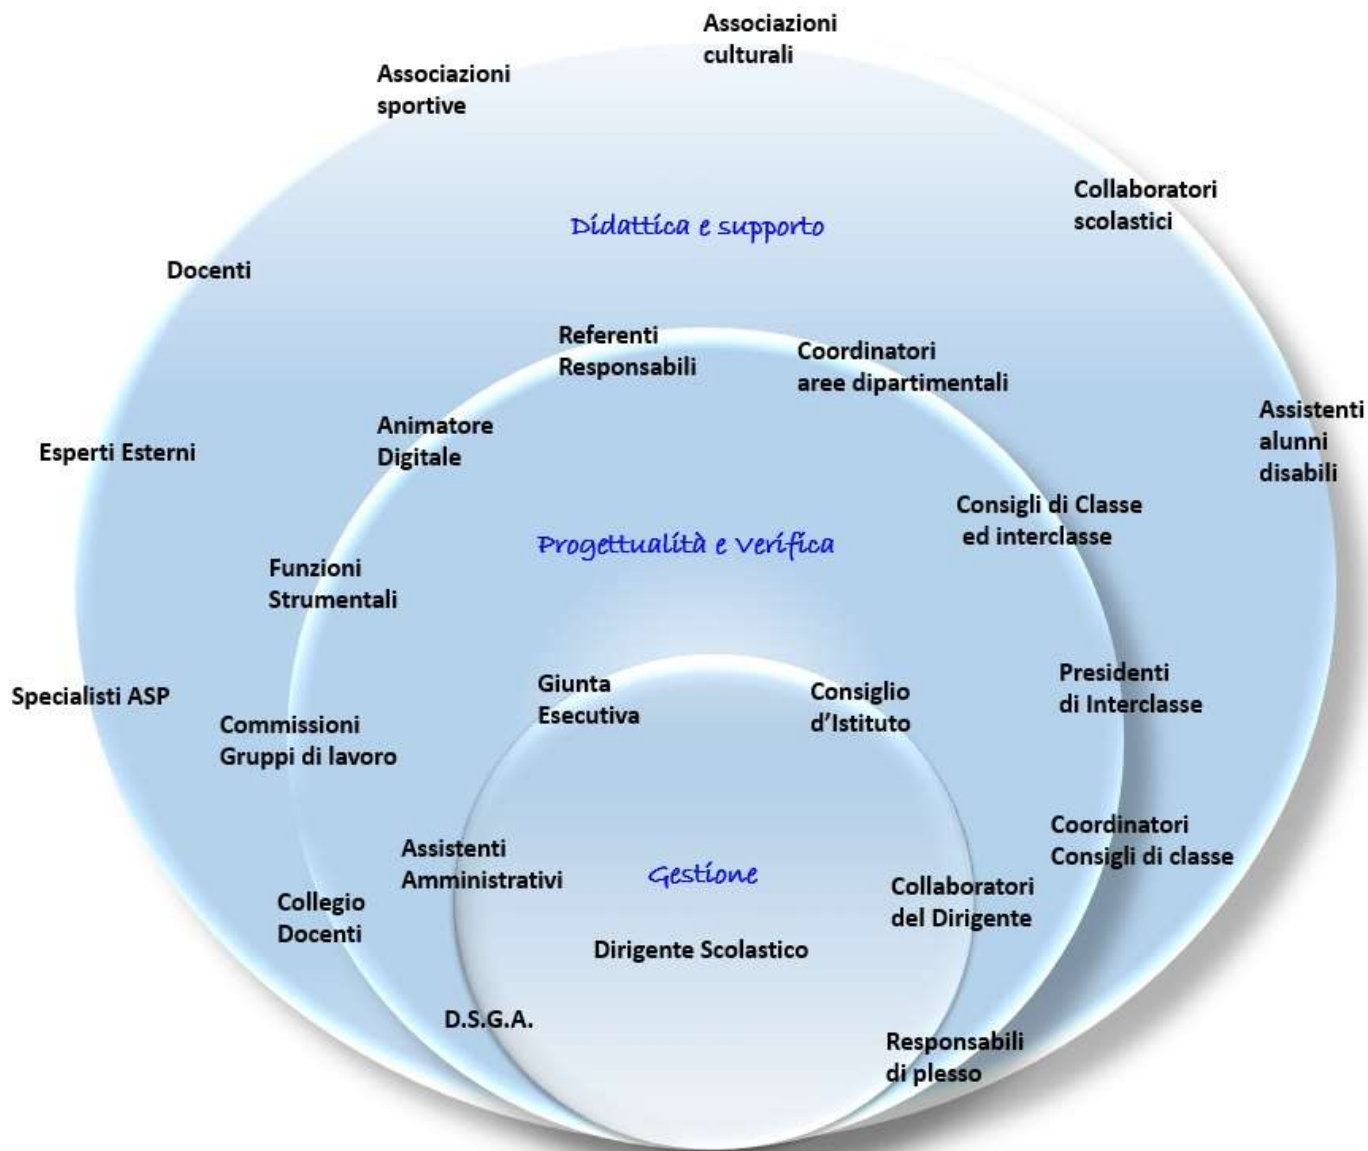 Associazioni
culturali
Associazioni
sportive
Collaboratori
scolastici
Didattica e supporto
Docenti
Referenti
Responsabili
Coordinatori
aree dipartimentali
Assistenti
alunni
disabili
Animatore
Digitale
Esperti Esterni
Consigli di Classe
ed interclasse
Progettualità e Verifica
Funzioni
Strumentali
Presidenti
di Interclasse
Giunta
Esecutiva
Consiglio
d’Istituto
Specialisti ASP
Commissioni
Gruppi di lavoro
Coordinatori
Consigli di classe
Assistenti
Amministrativi
Gestione
Collaboratori
del Dirigente
Collegio
Docenti
Dirigente Scolastico
D.S.G.A.
Responsabili
di plesso